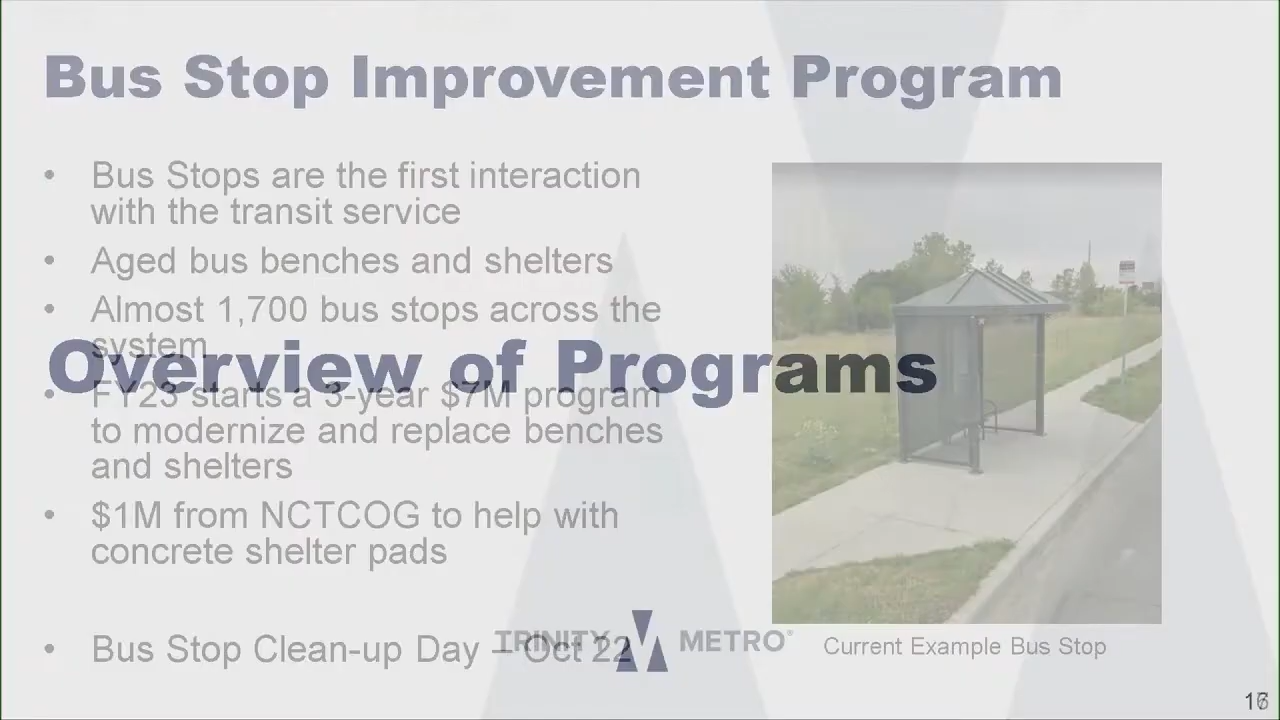 Bus Stop Improvement Program
• Bus Stops are the first interaction
with the transit service
• Aged bus benches and shelters
• Almost 1,700 bus stops across the
system
Overview of Programs
• FY23 starts a 3-year $7M program
to modernize and replace benches
and shelters
• $1M from NCTCOG to help with
concrete shelter pads
• Bus Stop Clean-up Day – Oct 22
TRINITY METRO
Current Example Bus Stop